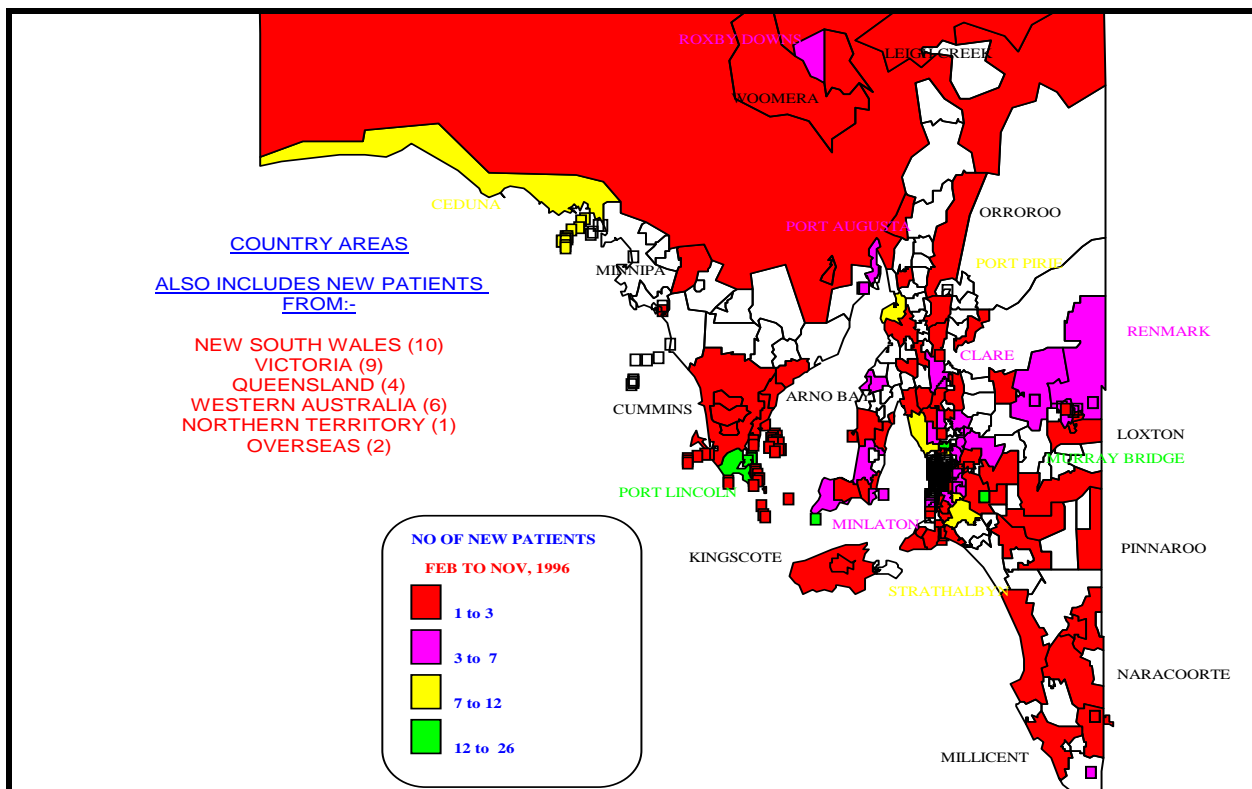 ROXBY DOWNS
LEIGH CREEK
WOOMERA
CEDUNA
PORT AUGUSTA
ORROROO
COUNTRY AREAS
PORT PIRIE
MINNIPA
ALSO INCLUDES NEW PATIENTS
FROM:-
RENMARK
NEW SOUTH WALES (10)
VICTORIA (9)
QUEENSLAND (4)
WESTERN AUSTRALIA (6)
NORTHERN TERRITORY (1)
OVERSEAS (2)
CLARE
ARNO BAY
CUMMINS
LOXTON
MURRAY BRIDGE
PORT LINCOLN
MINLATON
KINGSCOTE
PINNAROO
STRATHALBYN
NO OF NEW PATIENTS
FEB TO NOV, 1996
1 to 3
3 to 7
7 to 12
12 to 26
NARACOORTE
MILLICENT